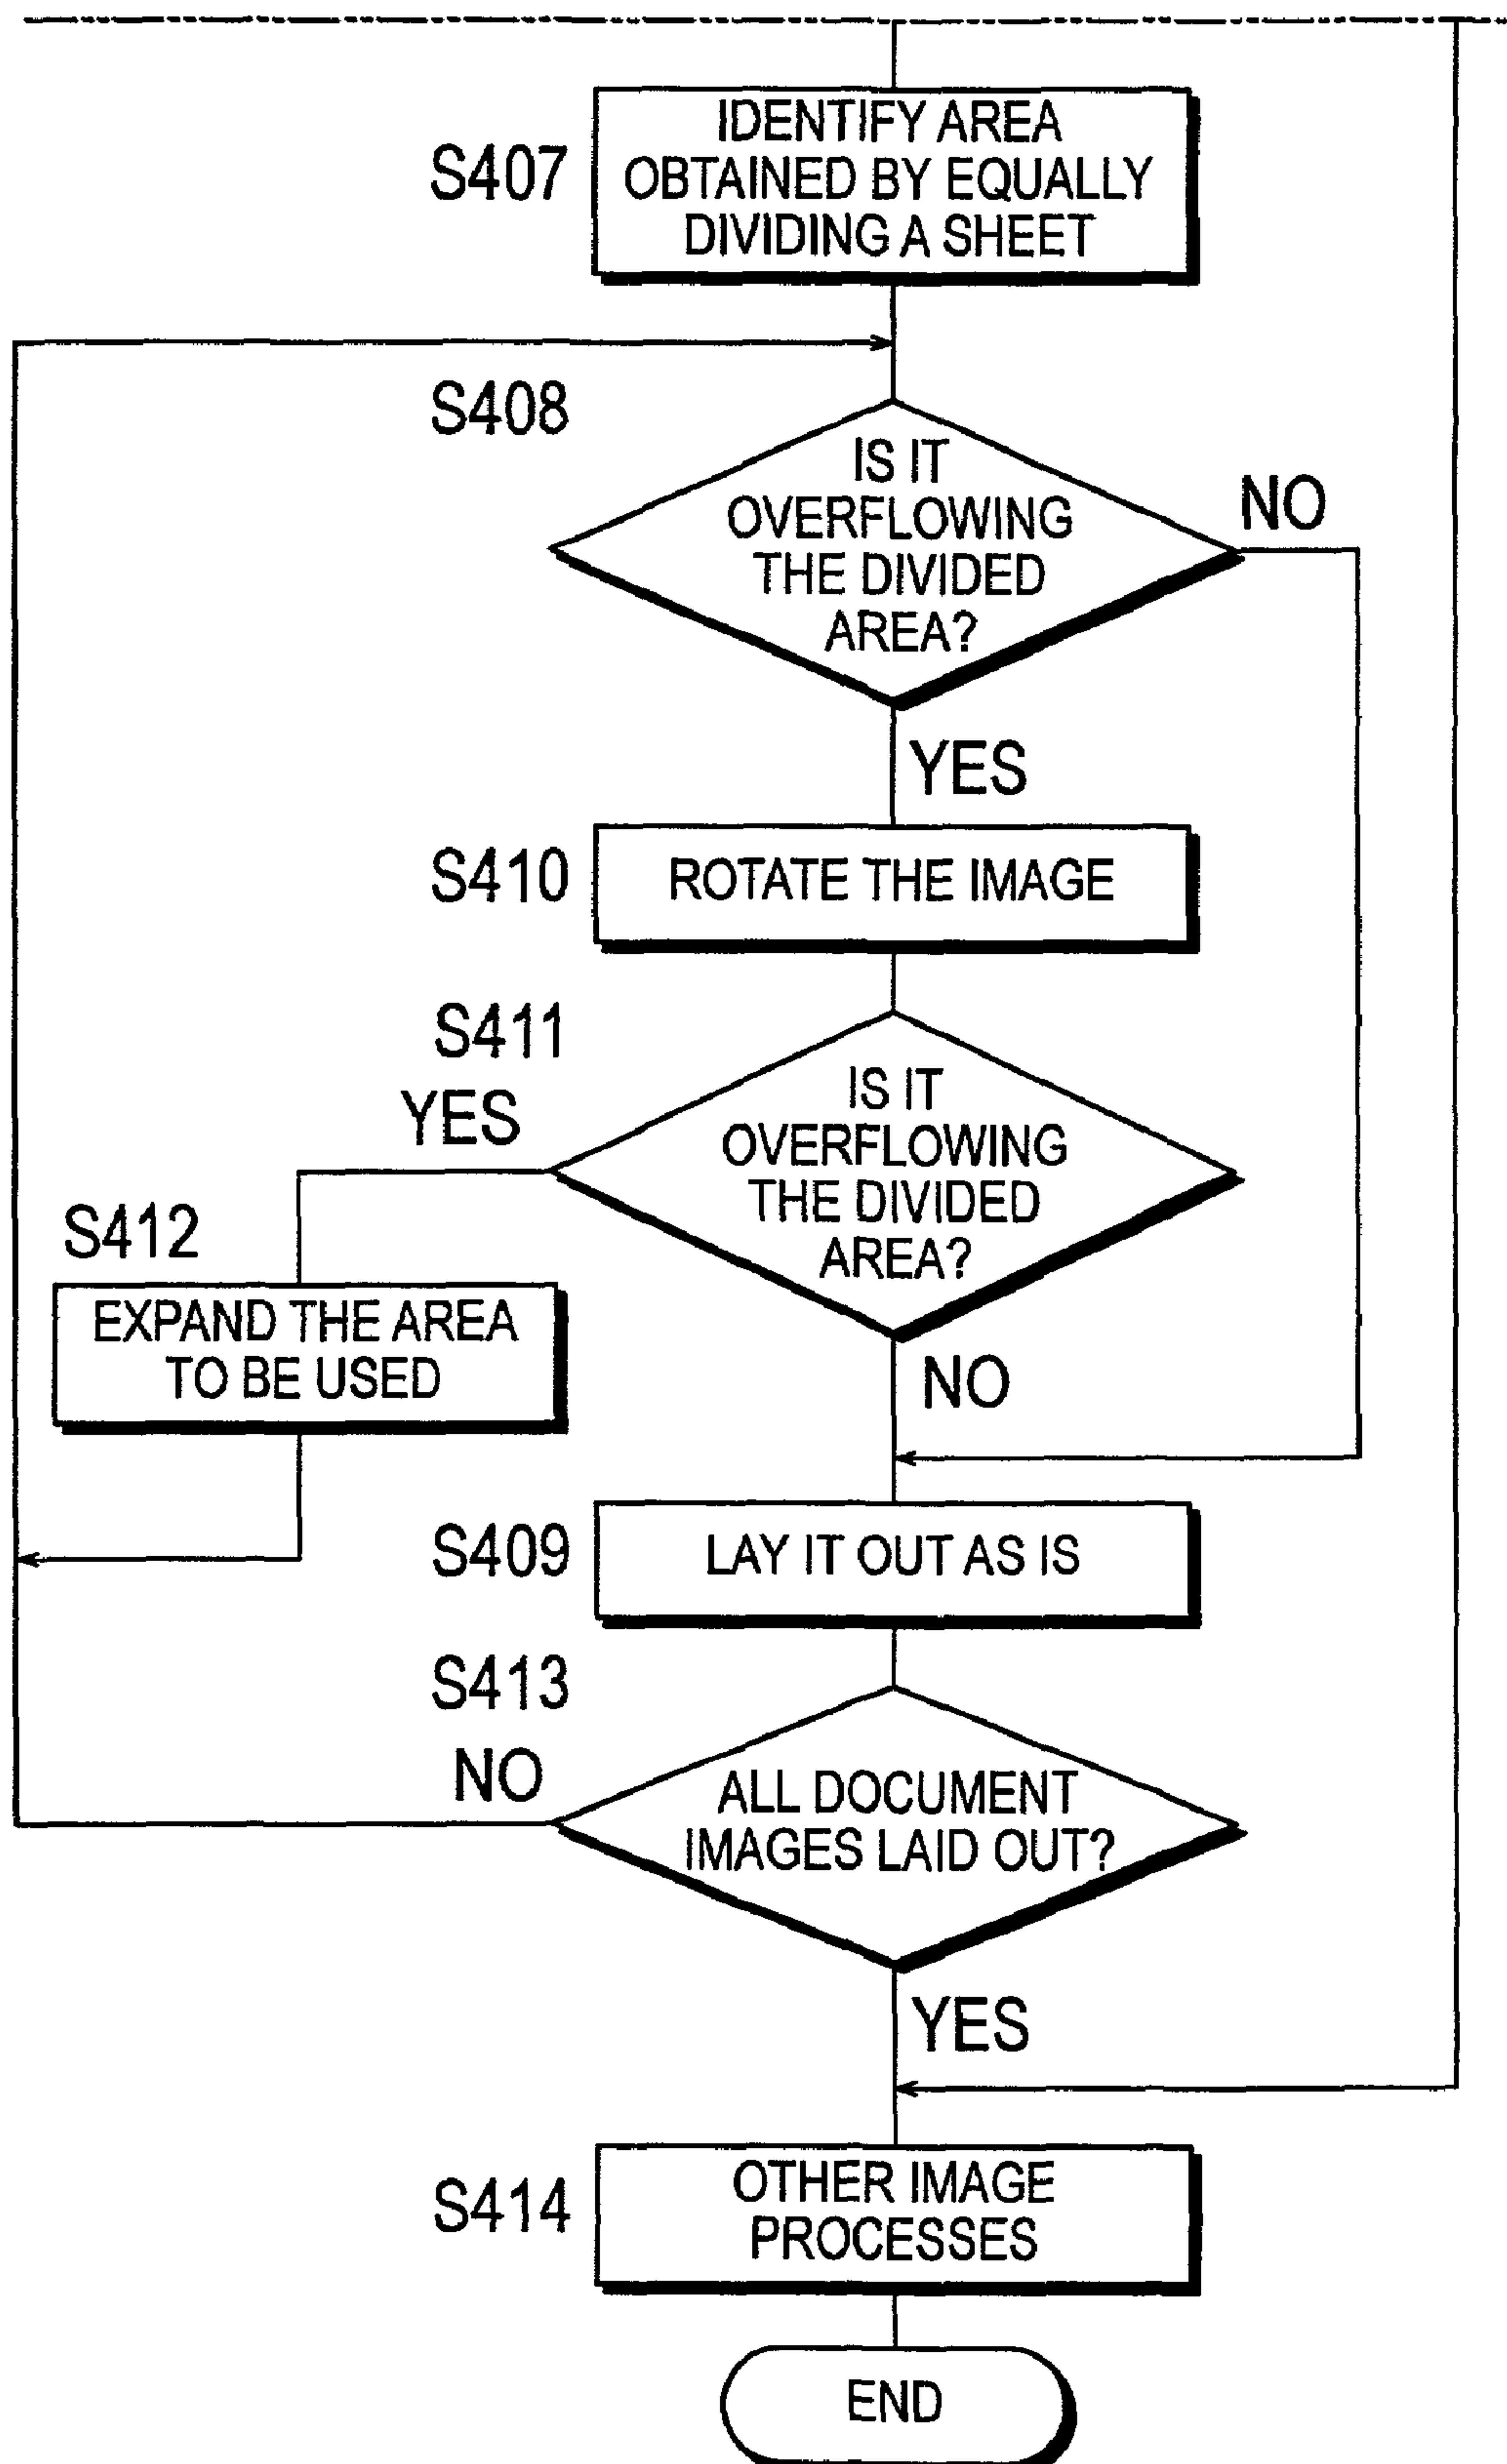 S407
IDENTIFY AREA
OBTAINED BY EQUALLY
DIVIDING A SHEET
S408
IS IT
OVERFLOWING
THE DIVIDED
AREA?
NO
YES
S410
ROTATE THE IMAGE
S411
YES
IS IT
OVERFLOWING
THE DIVIDED
AREA?
S412
EXPAND THE AREA
TO BE USED
NO
S409
LAY IT OUT AS IS
S413
NO
ALL DOCUMENT
IMAGES LAID OUT?
YES
S414
OTHER IMAGE
PROCESSES
END